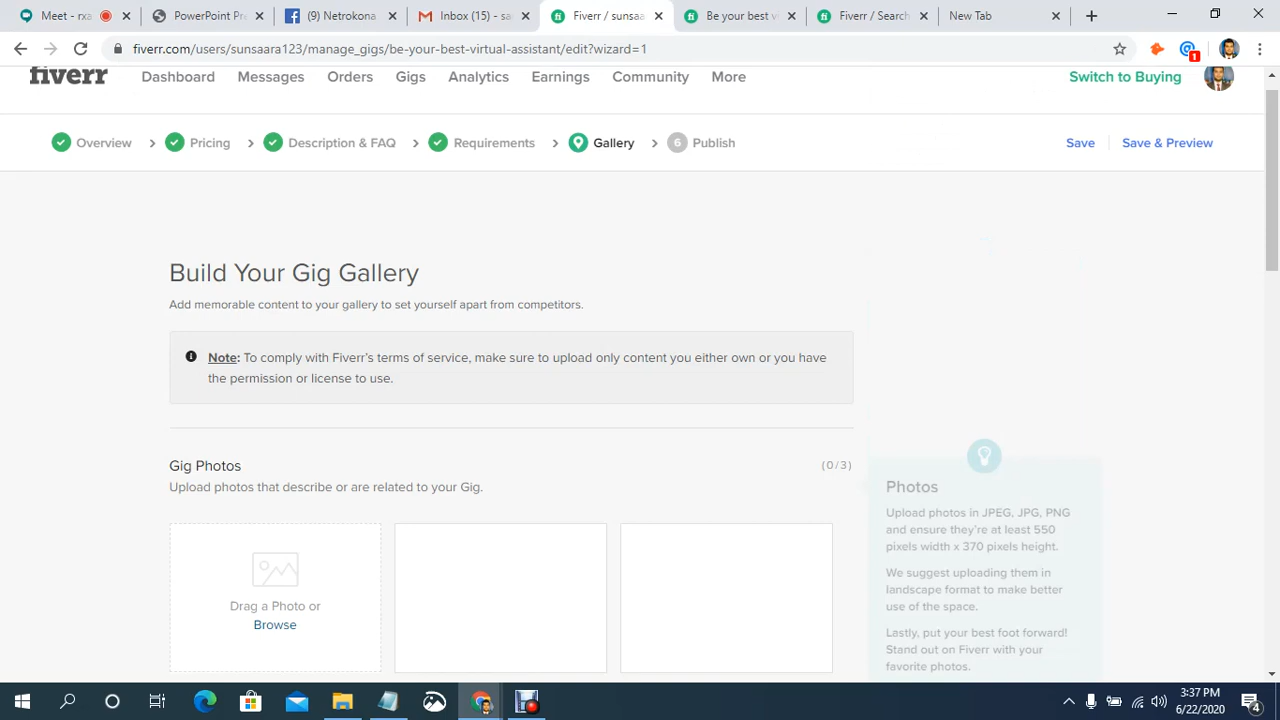 Meet - rxa
PowerPoint Pr
(9) Netrokona
Inbox (15) - sa
Fiverr / sunsaa
Be your best v
Fiverr / Search
New Tab
fiverr.com/users/sunsaara123/manage_gigs/be-your-best-virtual-assistant/edit?wizard=1
1
fiverr
Dashboard
Messages
Orders
Gigs
Analytics
Earnings
Community
More
Switch to Buying
Overview
Pricing
Description & FAQ
Requirements
Gallery
6 Publish
Save
Save & Preview
Build Your Gig Gallery
Add memorable content to your gallery to set yourself apart from competitors.
Note: To comply with Fiverr's terms of service, make sure to upload only content you either own or you have
the permission or license to use.
Gig Photos
(0/3)
Upload photos that describe or are related to your Gig.
Drag a Photo or
Browse
Photos
Upload photos in JPEG, JPG, PNG
and ensure they're at least 550
pixels width x 370 pixels height.
We suggest uploading them in
landscape format to make better
use of the space.
Lastly, put your best foot forward!
Stand out on Fiverr with your
favorite photos.
3:37 PM
6/22/2020
4